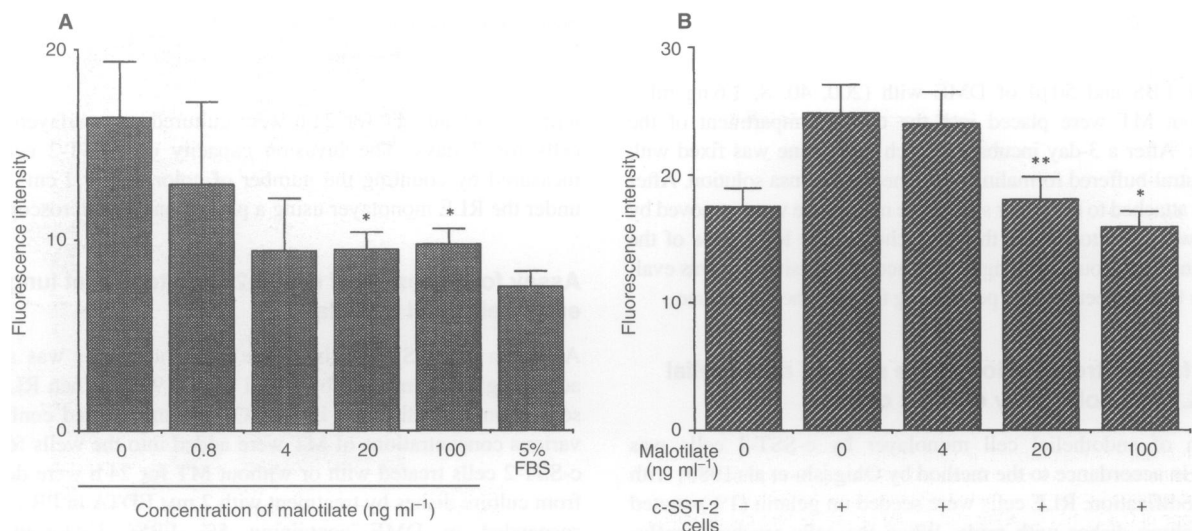 A
20
10
0
Fluorescence intensity
* *
0 0.8 4 20 100 5% FBS
Concentration of malotilate (ng ml⁻¹)
B
30
20
10
0
Fluorescence intensity
** *
Malotilate (ng ml⁻¹) 0 0 4 20 100
c-SST-2 cells − + + + +